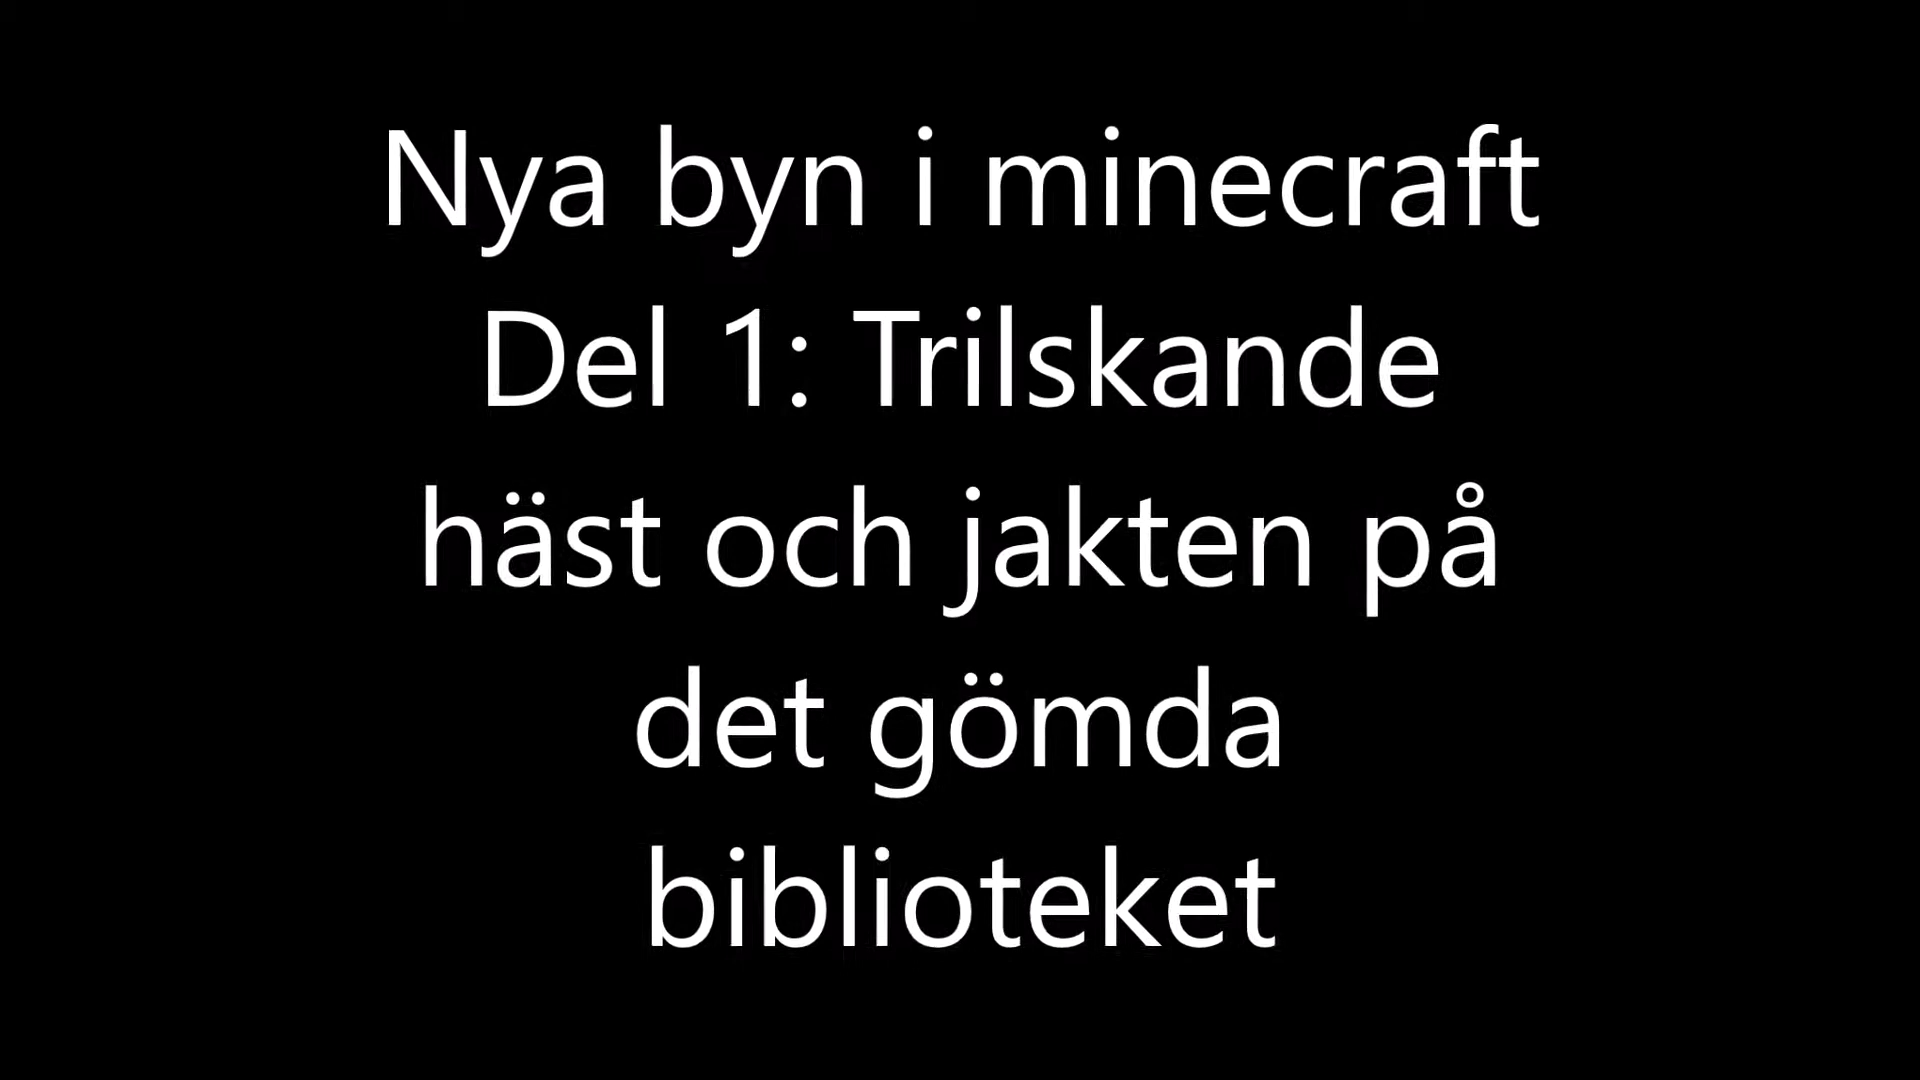 Nya byn i minecraft
Del 1: Trilskande
häst och jakten på
det gömda
biblioteket